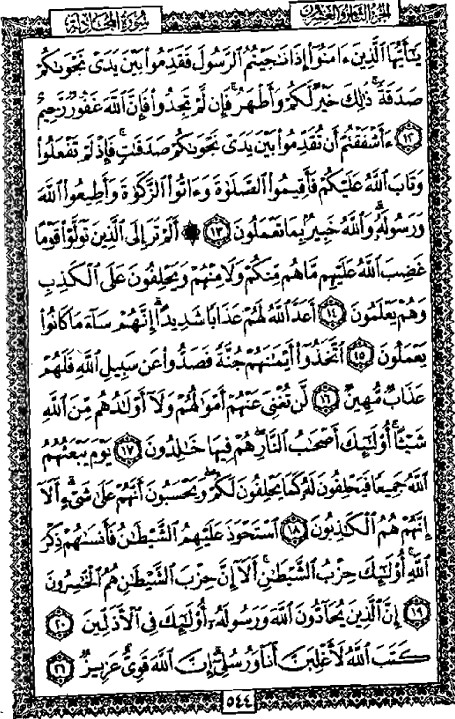 الجزء الثامن والعشرون
سورة المجادلة
يَٰٓأَيُّهَا ٱلَّذِينَ ءَامَنُوٓا۟ إِذَا نَٰجَيْتُمُ ٱلرَّسُولَ فَقَدِّمُوا۟ بَيْنَ يَدَىْ نَجْوَىٰكُمْ
صَدَقَةً ۚ ذَٰلِكَ خَيْرٌ لَّكُمْ وَأَطْهَرُ ۚ فَإِن لَّمْ تَجِدُوا۟ فَإِنَّ ٱللَّهَ غَفُورٌ رَّحِيمٌ
١٢ ءَأَشْفَقْتُمْ أَن تُقَدِّمُوا۟ بَيْنَ يَدَىْ نَجْوَىٰكُمْ صَدَقَٰتٍ ۚ فَإِذْ لَمْ تَفْعَلُوا۟
وَتَابَ ٱللَّهُ عَلَيْكُمْ فَأَقِيمُوا۟ ٱلصَّلَوٰةَ وَءَاتُوا۟ ٱلزَّكَوٰةَ وَأَطِيعُوا۟ ٱللَّهَ
وَرَسُولَهُۥ ۚ وَٱللَّهُ خَبِيرٌۢ بِمَا تَعْمَلُونَ ١٣ ۞ أَلَمْ تَرَ إِلَى ٱلَّذِينَ تَوَلَّوْا۟ قَوْمًا
غَضِبَ ٱللَّهُ عَلَيْهِم مَّا هُم مِّنكُمْ وَلَا مِنْهُمْ وَيَحْلِفُونَ عَلَى ٱلْكَذِبِ
وَهُمْ يَعْلَمُونَ ١٤ أَعَدَّ ٱللَّهُ لَهُمْ عَذَابًا شَدِيدًا ۖ إِنَّهُمْ سَآءَ مَا كَانُوا۟
يَعْمَلُونَ ١٥ ٱتَّخَذُوٓا۟ أَيْمَٰنَهُمْ جُنَّةً فَصَدُّوا۟ عَن سَبِيلِ ٱللَّهِ فَلَهُمْ
عَذَابٌ مُّهِينٌ ١٦ لَّن تُغْنِىَ عَنْهُمْ أَمْوَٰلُهُمْ وَلَآ أَوْلَٰدُهُم مِّنَ ٱللَّهِ
شَيْـًٔا ۚ أُو۟لَٰٓئِكَ أَصْحَٰبُ ٱلنَّارِ ۖ هُمْ فِيهَا خَٰلِدُونَ ١٧ يَوْمَ يَبْعَثُهُمُ
ٱللَّهُ جَمِيعًا فَيَحْلِفُونَ لَهُۥ كَمَا يَحْلِفُونَ لَكُمْ ۖ وَيَحْسَبُونَ أَنَّهُمْ عَلَىٰ شَىْءٍ ۚ أَلَآ
إِنَّهُمْ هُمُ ٱلْكَٰذِبُونَ ١٨ ٱسْتَحْوَذَ عَلَيْهِمُ ٱلشَّيْطَٰنُ فَأَنسَىٰهُمْ ذِكْرَ
ٱللَّهِ ۚ أُو۟لَٰٓئِكَ حِزْبُ ٱلشَّيْطَٰنِ ۚ أَلَآ إِنَّ حِزْبَ ٱلشَّيْطَٰنِ هُمُ ٱلْخَٰسِرُونَ
١٩ إِنَّ ٱلَّذِينَ يُحَآدُّونَ ٱللَّهَ وَرَسُولَهُۥٓ أُو۟لَٰٓئِكَ فِى ٱلْأَذَلِّينَ ٢٠
كَتَبَ ٱللَّهُ لَأَغْلِبَنَّ أَنَا۠ وَرُسُلِىٓ ۚ إِنَّ ٱللَّهَ قَوِىٌّ عَزِيزٌ ٢١
٥٤٤